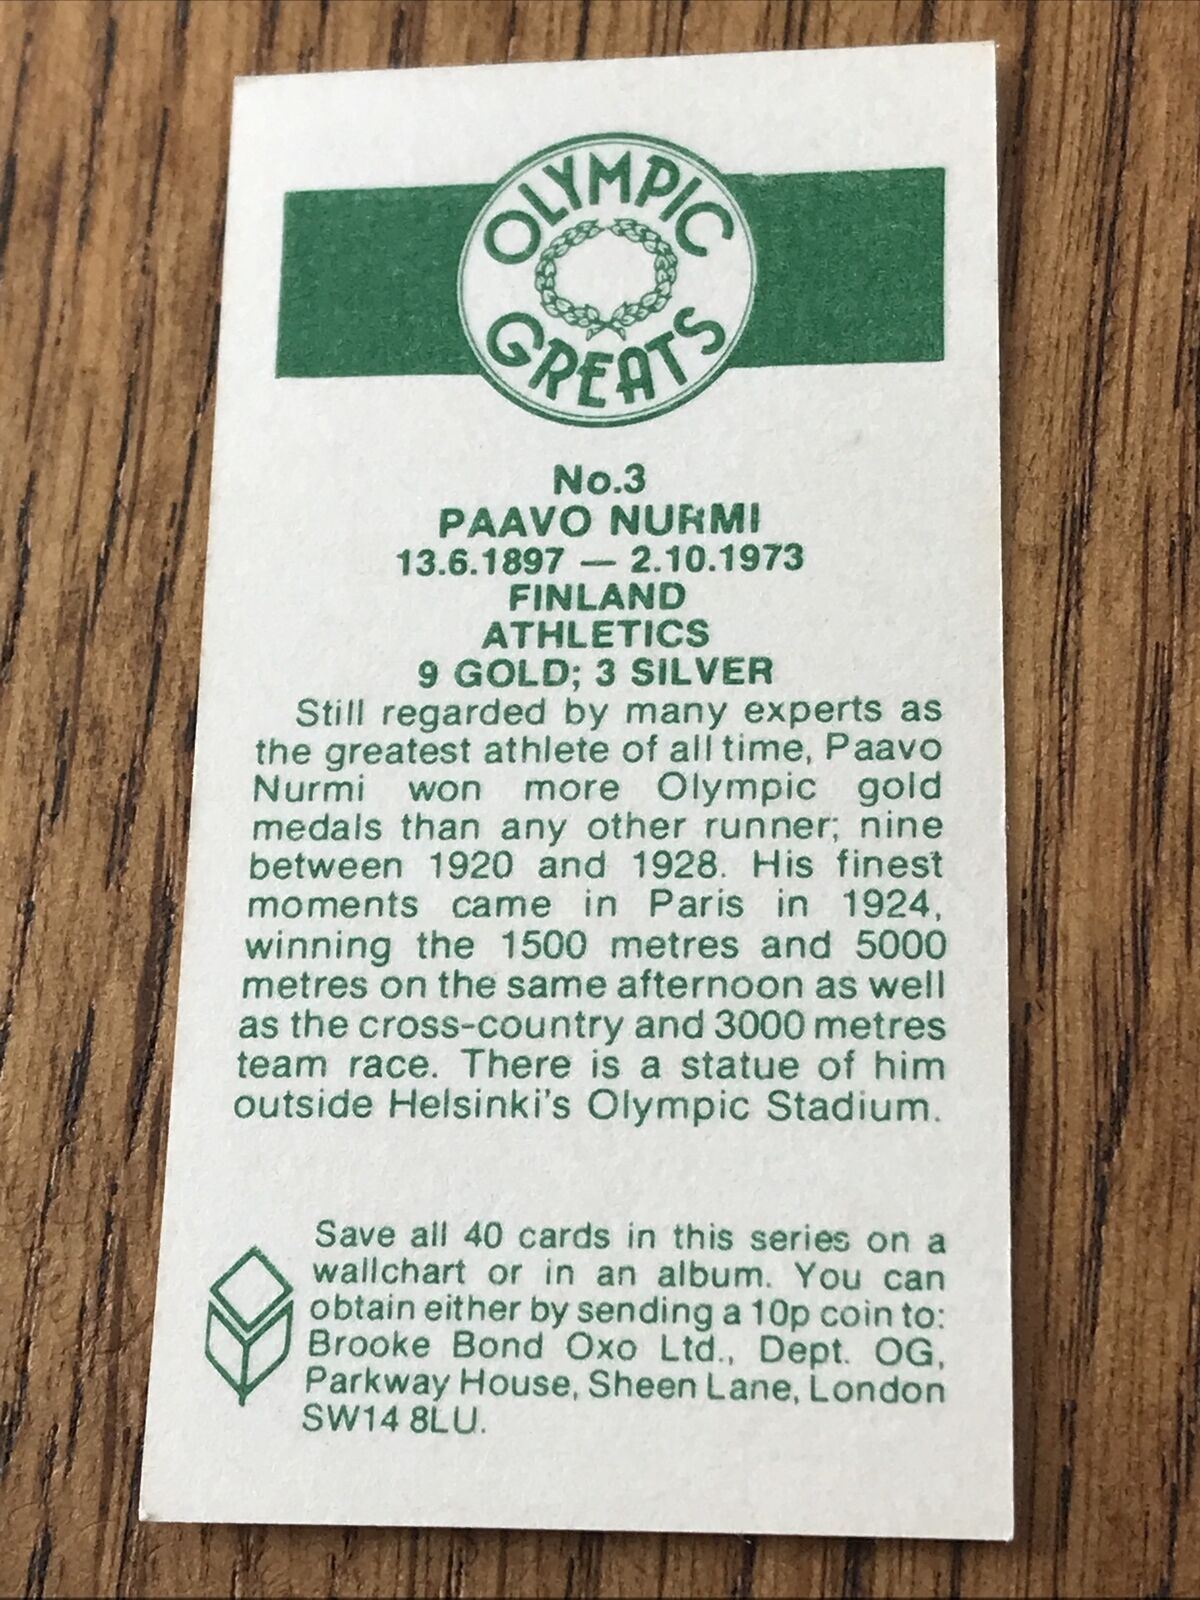 OLYMPIC
GREATS
No.3
PAAVO NURMI
13.6.1897 — 2.10.1973
FINLAND
ATHLETICS
9 GOLD; 3 SILVER
Still regarded by many experts as
the greatest athlete of all time, Paavo
Nurmi won more Olympic gold
medals than any other runner; nine
between 1920 and 1928. His finest
moments came in Paris in 1924,
winning the 1500 metres and 5000
metres on the same afternoon as well
as the cross-country and 3000 metres
team race. There is a statue of him
outside Helsinki's Olympic Stadium.
Save all 40 cards in this series on a
wallchart or in an album. You can
obtain either by sending a 10p coin to:
Brooke Bond Oxo Ltd., Dept. OG,
Parkway House, Sheen Lane, London
SW14 8LU.